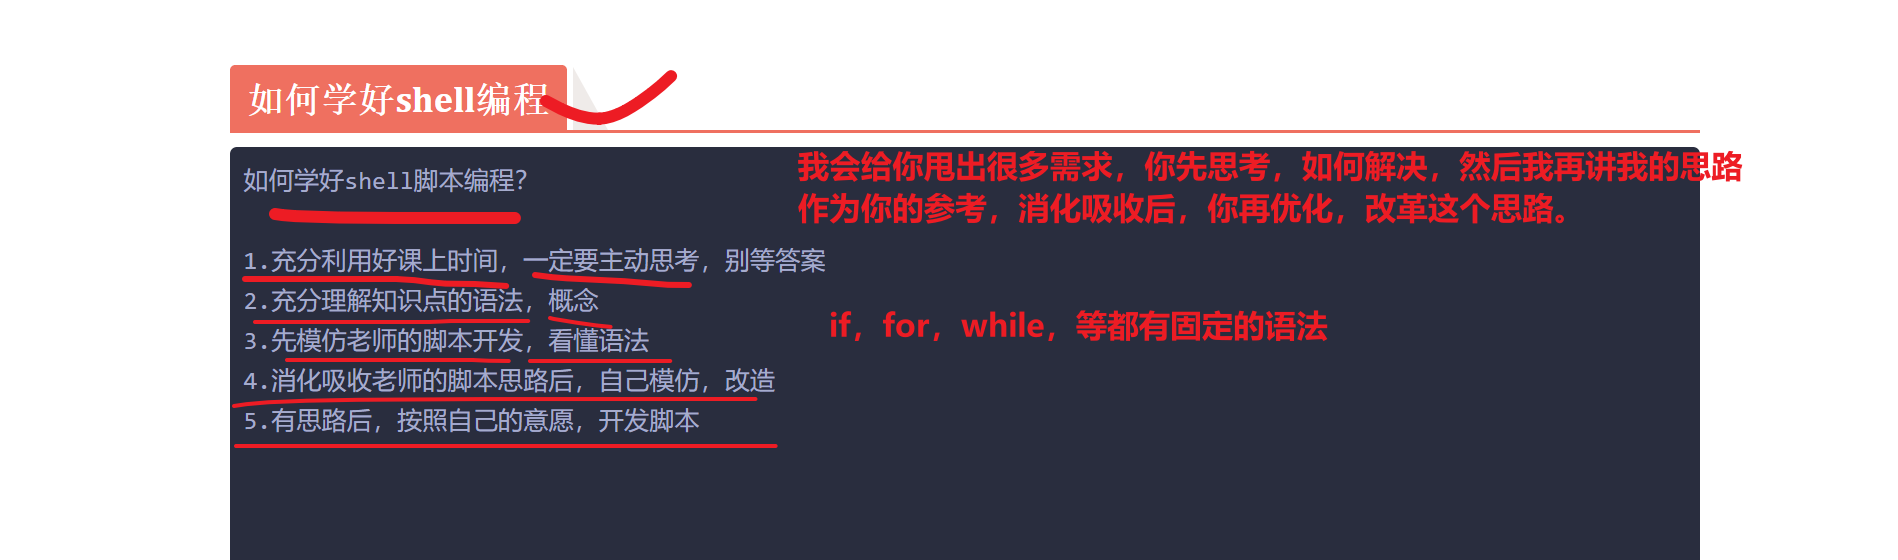 如何学好shell编程
如何学好shell脚本编程?
我会给你甩出很多需求，你先思考，如何解决，然后我再讲我的思路
作为你的参考，消化吸收后，你再优化，改革这个思路。
1.充分利用好课上时间，一定要主动思考，别等答案
2.充分理解知识点的语法，概念
if，for，while，等都有固定的语法
3.先模仿老师的脚本开发，看懂语法
4.消化吸收老师的脚本思路后，自己模仿，改造
5.有思路后，按照自己的意愿，开发脚本